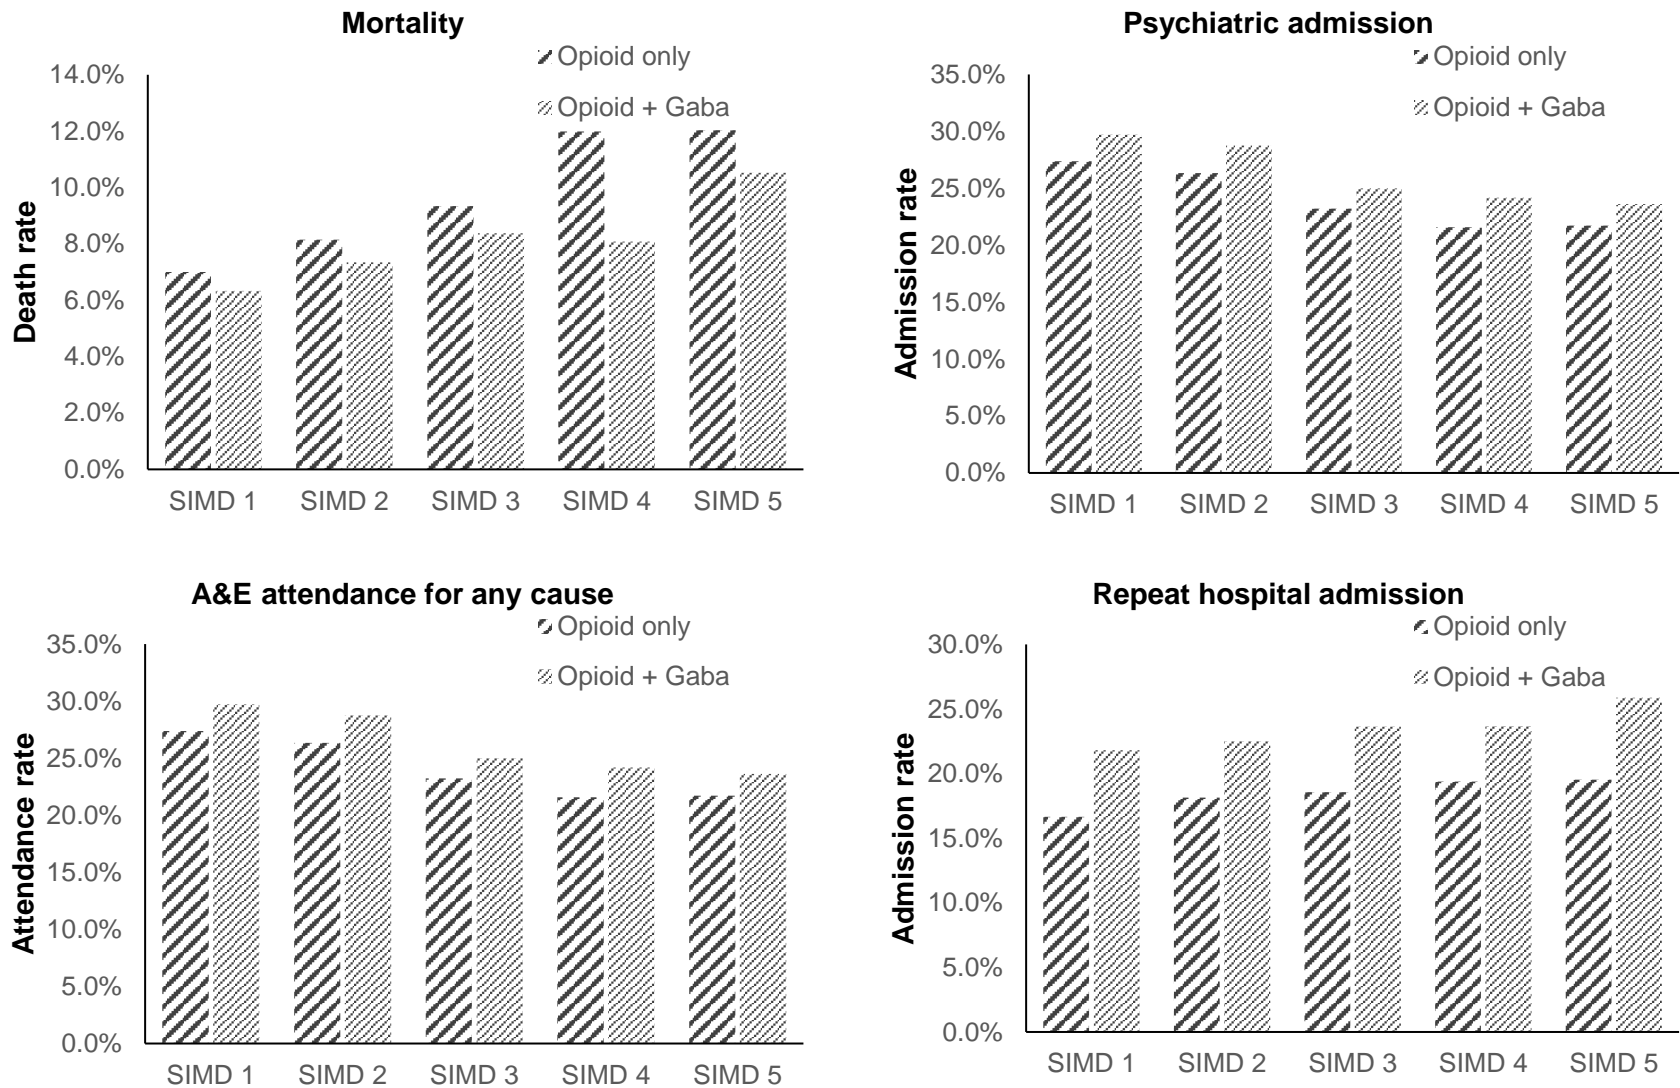 Mortality
Opioid only
Opioid + Gaba
14.0%
12.0%
10.0%
8.0%
6.0%
4.0%
2.0%
0.0%
Death rate
SIMD 1 SIMD 2 SIMD 3 SIMD 4 SIMD 5
Psychiatric admission
Opioid only
Opioid + Gaba
35.0%
30.0%
25.0%
20.0%
15.0%
10.0%
5.0%
0.0%
Admission rate
SIMD 1 SIMD 2 SIMD 3 SIMD 4 SIMD 5
A&E attendance for any cause
Opioid only
Opioid + Gaba
35.0%
30.0%
25.0%
20.0%
15.0%
10.0%
5.0%
0.0%
Attendance rate
SIMD 1 SIMD 2 SIMD 3 SIMD 4 SIMD 5
Repeat hospital admission
Opioid only
Opioid + Gaba
30.0%
25.0%
20.0%
15.0%
10.0%
5.0%
0.0%
Admission rate
SIMD 1 SIMD 2 SIMD 3 SIMD 4 SIMD 5